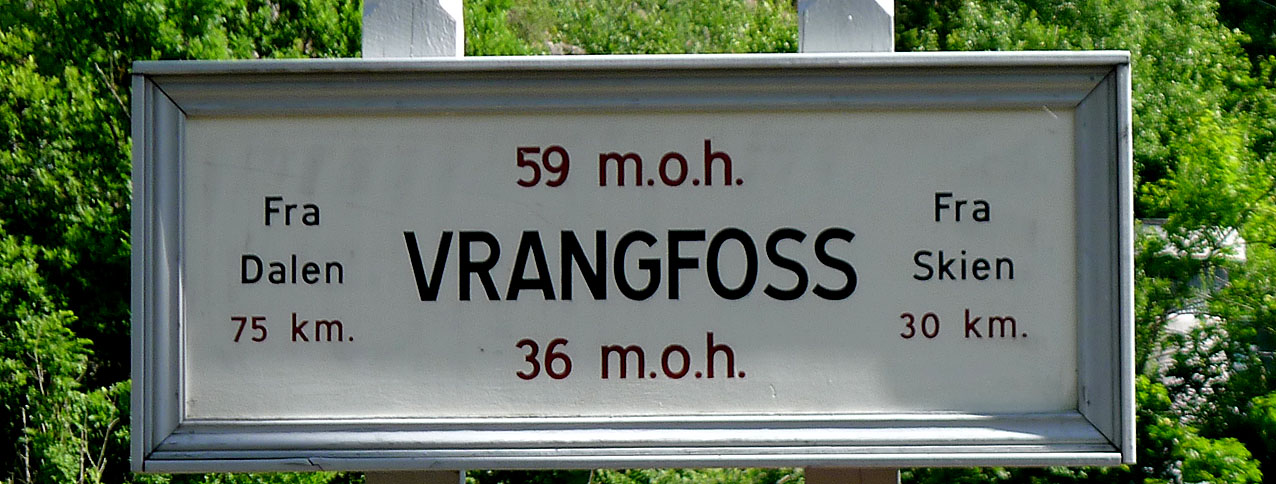 59 m.o.h.
Fra
Dalen
75 km.
VRANGFOSS
Fra
Skien
30 km.
36 m.o.h.